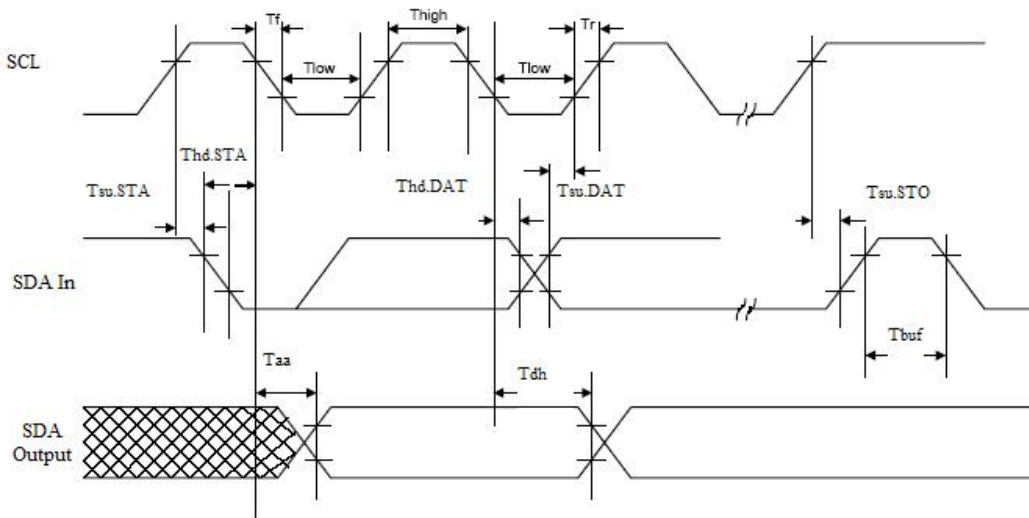 Tf
Thigh
Tr
SCL
Tlow
Tlow
Thd.STA
Thd.DAT
Tsu.STA
Tsu.DAT
Tsu.STO
SDA In
Tbuf
Taa
Tdh
SDA
Output